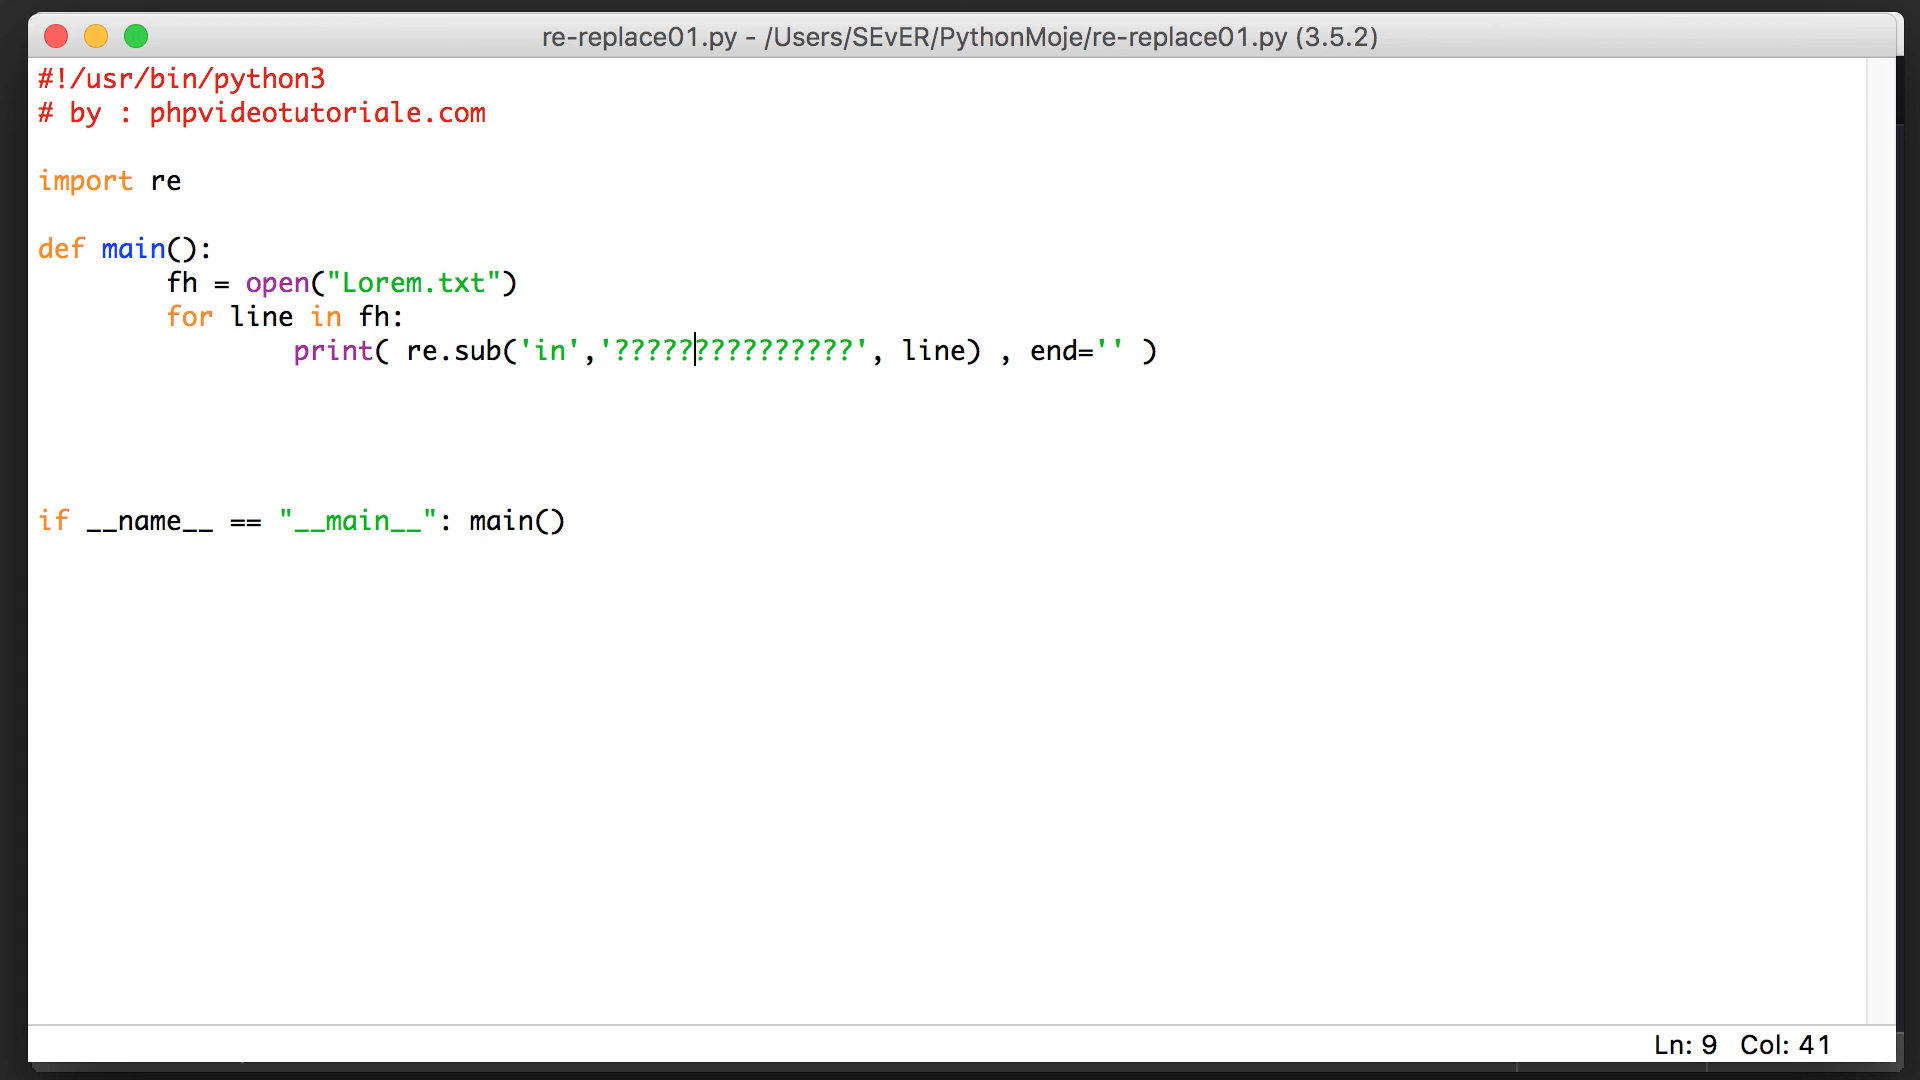 re-replace01.py - /Users/SEvER/PythonMoje/re-replace01.py (3.5.2)
#!/usr/bin/python3
# by : phpvideotutoriale.com
import re
def main():
fh = open("Lorem.txt")
for line in fh:
print( re.sub('in','???????????????', line) , end='' )
if __name__ == "__main__": main()
Ln: 9 Col: 41